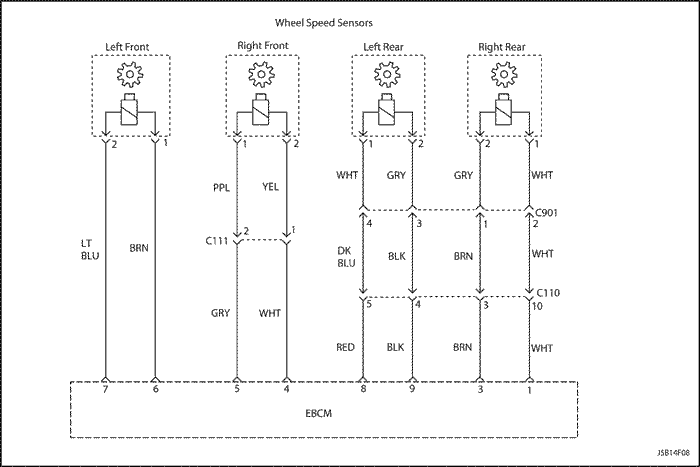 Wheel Speed Sensors
Left Front
Right Front
Left Rear
Right Rear
2 1 1 2 1 2 2 1
PPL YEL WHT GRY GRY WHT
C901
4 3 1 2
LT
BLU
BRN
C111
2 1
DK
BLU
BLK BRN WHT
C110
5 4 3 10
GRY WHT RED BLK BRN WHT
7 6 5 4 8 9 3 1
EBCM
JSB14F08